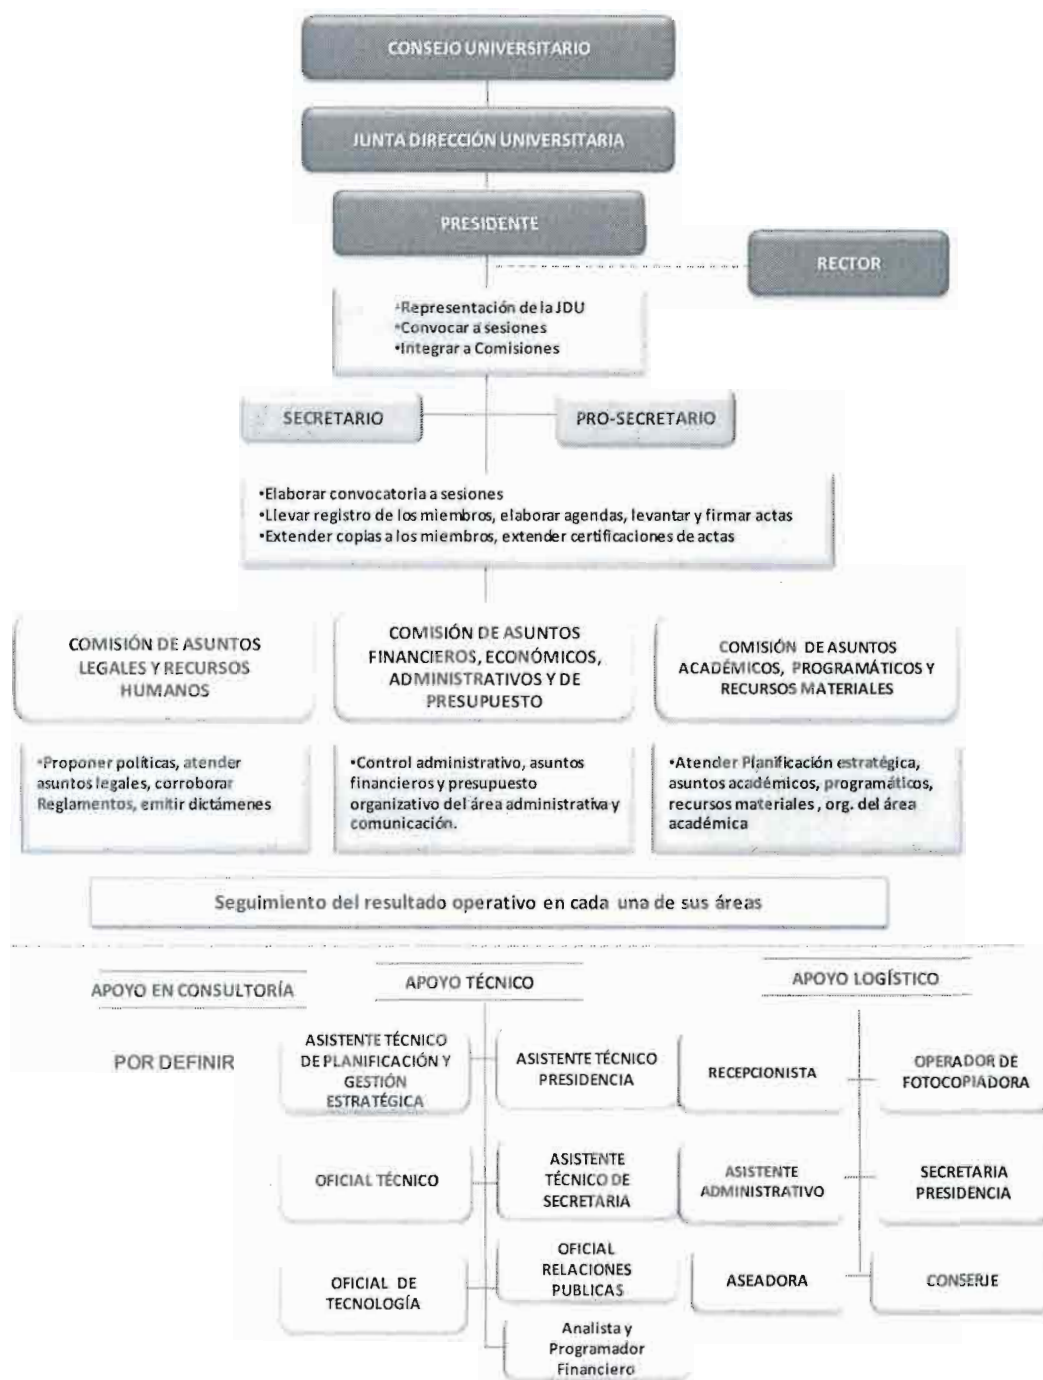 CONSEJO UNIVERSITARIO
JUNTA DIRECCIÓN UNIVERSITARIA
PRESIDENTE
RECTOR
•Representación de la JDU
•Convocar a sesiones
•Integrar a Comisiones
SECRETARIO
PRO-SECRETARIO
•Elaborar convocatoria a sesiones
•Llevar registro de los miembros, elaborar agendas, levantar y firmar actas
•Extender copias a los miembros, extender certificaciones de actas
COMISIÓN DE ASUNTOS
LEGALES Y RECURSOS
HUMANOS
COMISIÓN DE ASUNTOS
FINANCIEROS, ECONÓMICOS,
ADMINISTRATIVOS Y DE
PRESUPUESTO
COMISIÓN DE ASUNTOS
ACADÉMICOS, PROGRAMÁTICOS Y
RECURSOS MATERIALES
•Proponer políticas, atender
asuntos legales, corroborar
Reglamentos, emitir dictámenes
•Control administrativo, asuntos
financieros y presupuesto
organizativo del área administrativa y
comunicación.
•Atender Planificación estratégica,
asuntos académicos, programáticos,
recursos materiales , org. del área
académica
Seguimiento del resultado operativo en cada una de sus áreas
APOYO EN CONSULTORÍA
APOYO TÉCNICO
APOYO LOGÍSTICO
POR DEFINIR
ASISTENTE TÉCNICO
DE PLANIFICACIÓN Y
GESTIÓN
ESTRATÉGICA
ASISTENTE TÉCNICO
PRESIDENCIA
RECEPCIONISTA
OPERADOR DE
FOTOCOPIADORA
OFICIAL TÉCNICO
ASISTENTE
TÉCNICO DE
SECRETARIA
ASISTENTE
ADMINISTRATIVO
SECRETARIA
PRESIDENCIA
OFICIAL DE
TECNOLOGÍA
OFICIAL
RELACIONES
PUBLICAS
ASEADORA
CONSERJE
Analista y
Programador
Financiero